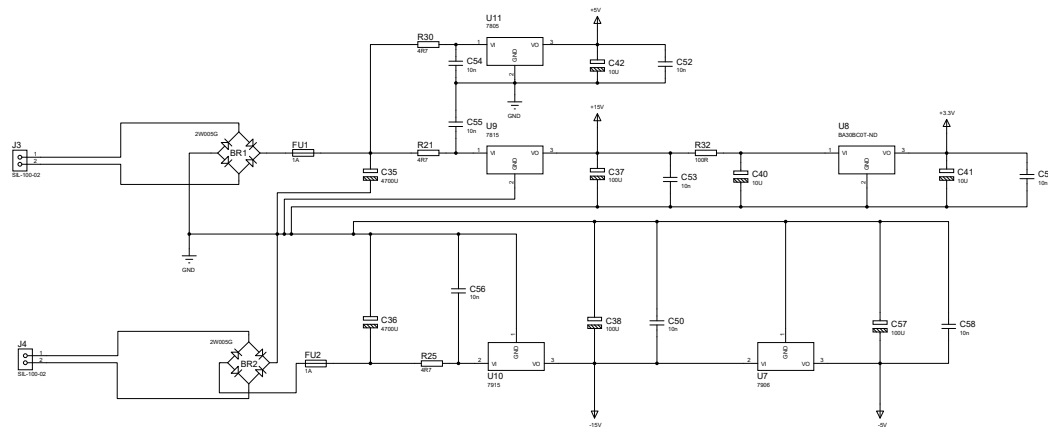 U11
7805
+5V
R30
4R7
1
VI
VO
3
GND
2
C54
10n
C42
10U
C52
10n
GND
C55
10n
U9
7815
+15V
U8
BA30BC0T-ND
+3.3V
J3
1
2
SIL-100-02
2W005G
BR1
FU1
1A
R21
4R7
1
VI
VO
3
GND
2
R32
100R
1
VI
VO
3
GND
2
C35
4700U
C37
100U
C53
10n
C40
10U
C41
10U
10n
GND
C56
10n
C36
4700U
C38
100U
C50
10n
C57
100U
C58
10n
J4
1
2
SIL-100-02
2W005G
BR2
FU2
1A
R25
4R7
1
GND
2
VI
VO
3
U10
7915
1
GND
2
VI
VO
3
U7
7906
-15V
-5V